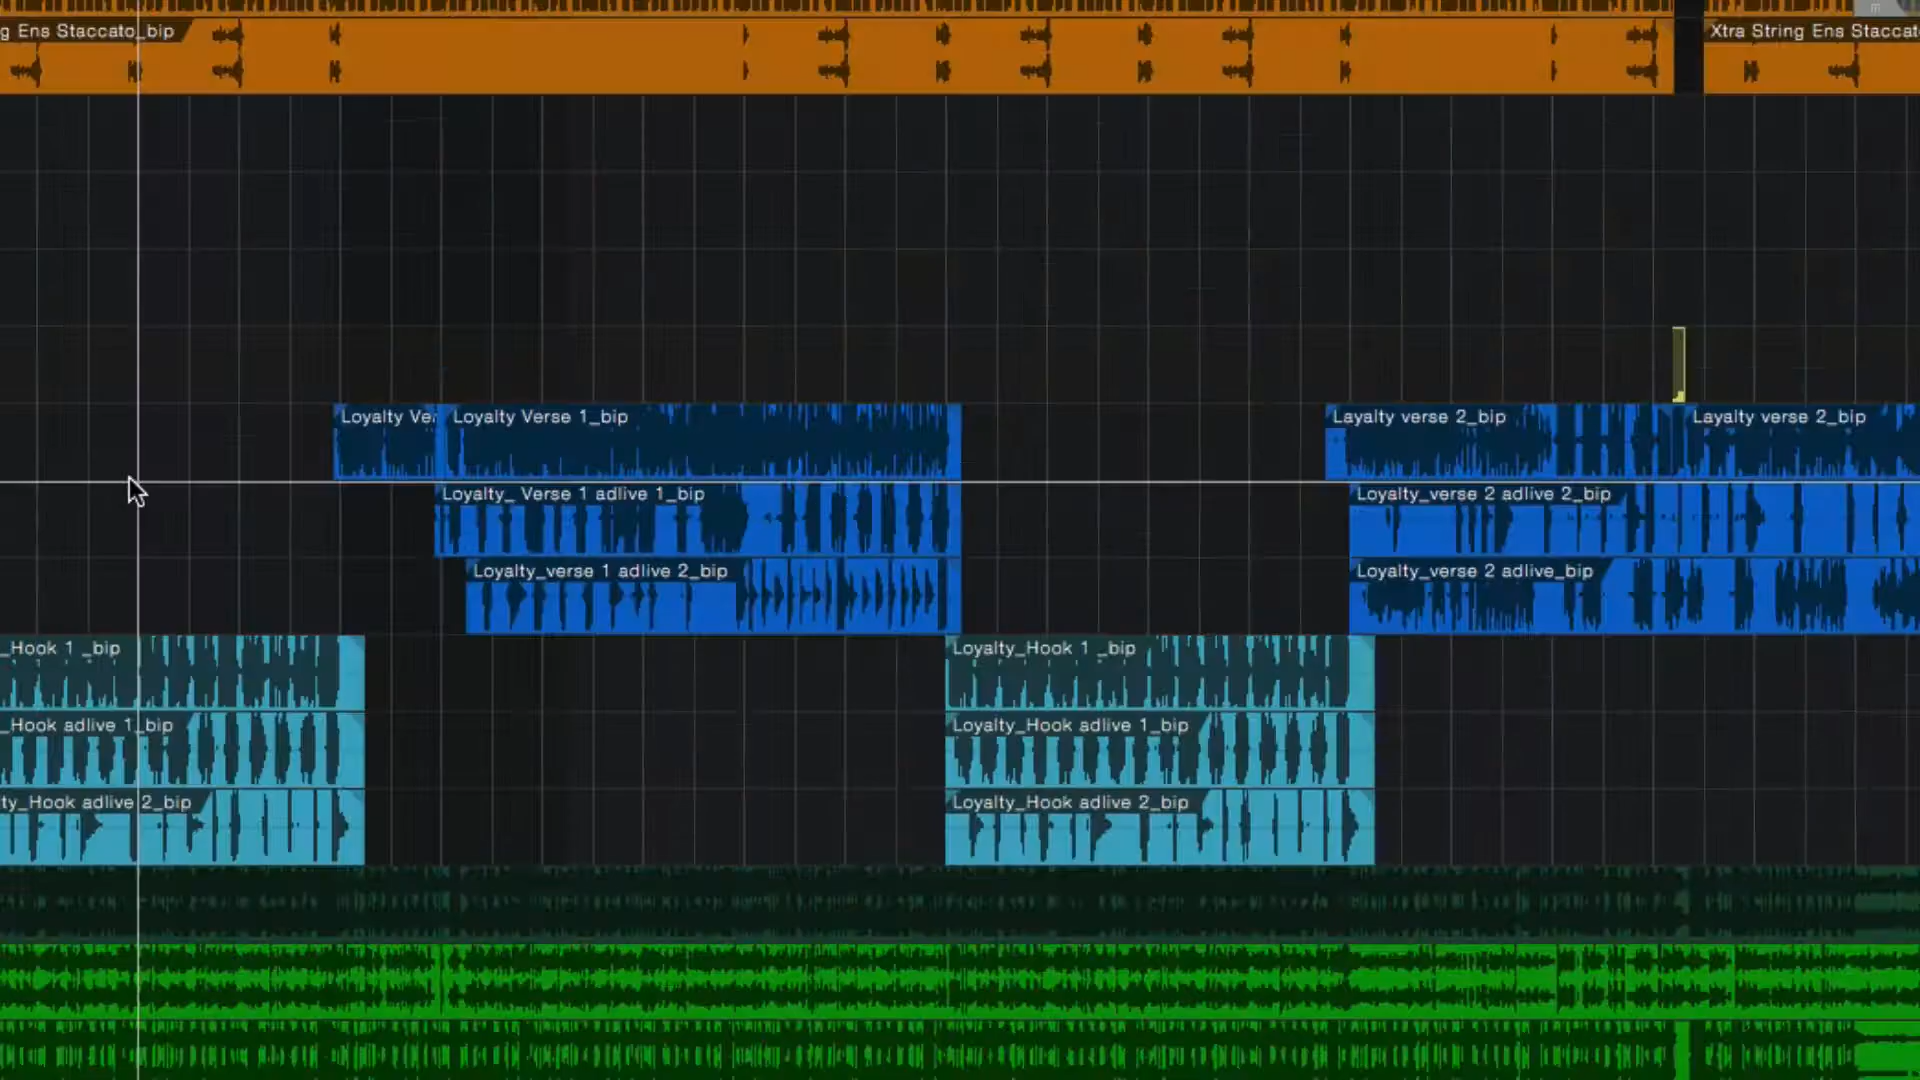 g Ens Staccato_bip
Xtra String Ens Staccat
Loyalty Ve
Loyalty Verse 1_bip
Layalty verse 2_bip
Layalty verse 2_bip
Loyalty_ Verse 1 adlive 1_bip
Loyalty_verse 2 adlive 2_bip
Loyalty_verse 1 adlive 2_bip
Loyalty_verse 2 adlive_bip
_Hook 1 _bip
Loyalty_Hook 1 _bip
_Hook adlive 1_bip
Loyalty_Hook adlive 1_bip
ty_Hook adlive 2_bip
Loyalty_Hook adlive 2_bip